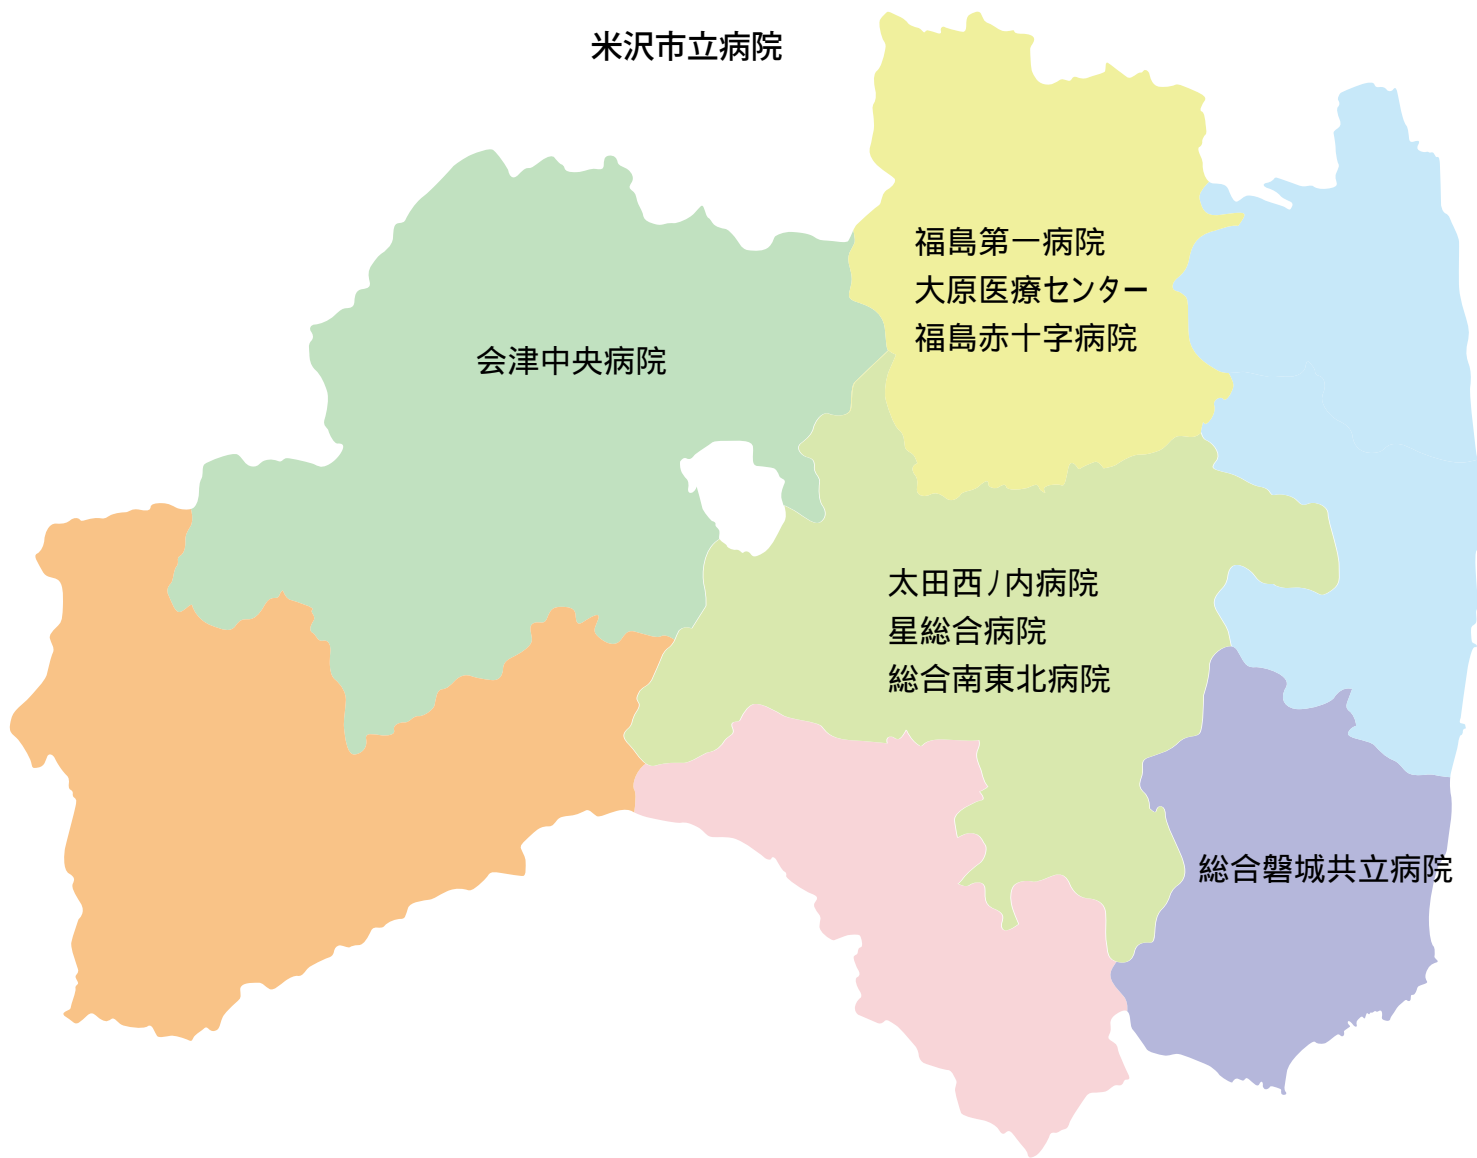 米沢市立病院
福島第一病院
大原医療センター
福島赤十字病院
会津中央病院
太田西ノ内病院
星総合病院
総合南東北病院
総合磐城共立病院